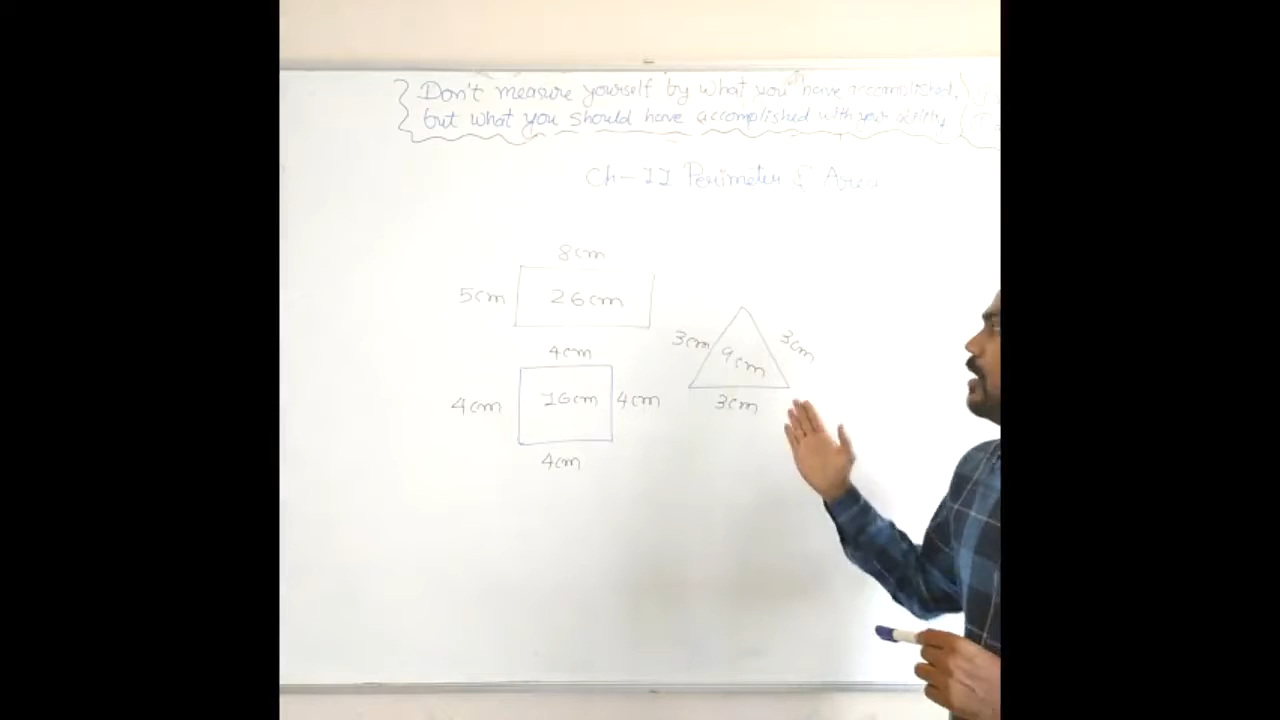 Don't measure yourself by what you have accomplished,
but what you should have accomplished with your ability
Ch-11 Perimeter & Area
8cm
5cm
26cm
4cm
4cm
16cm
4cm
4cm
3cm
9cm
3cm
3cm